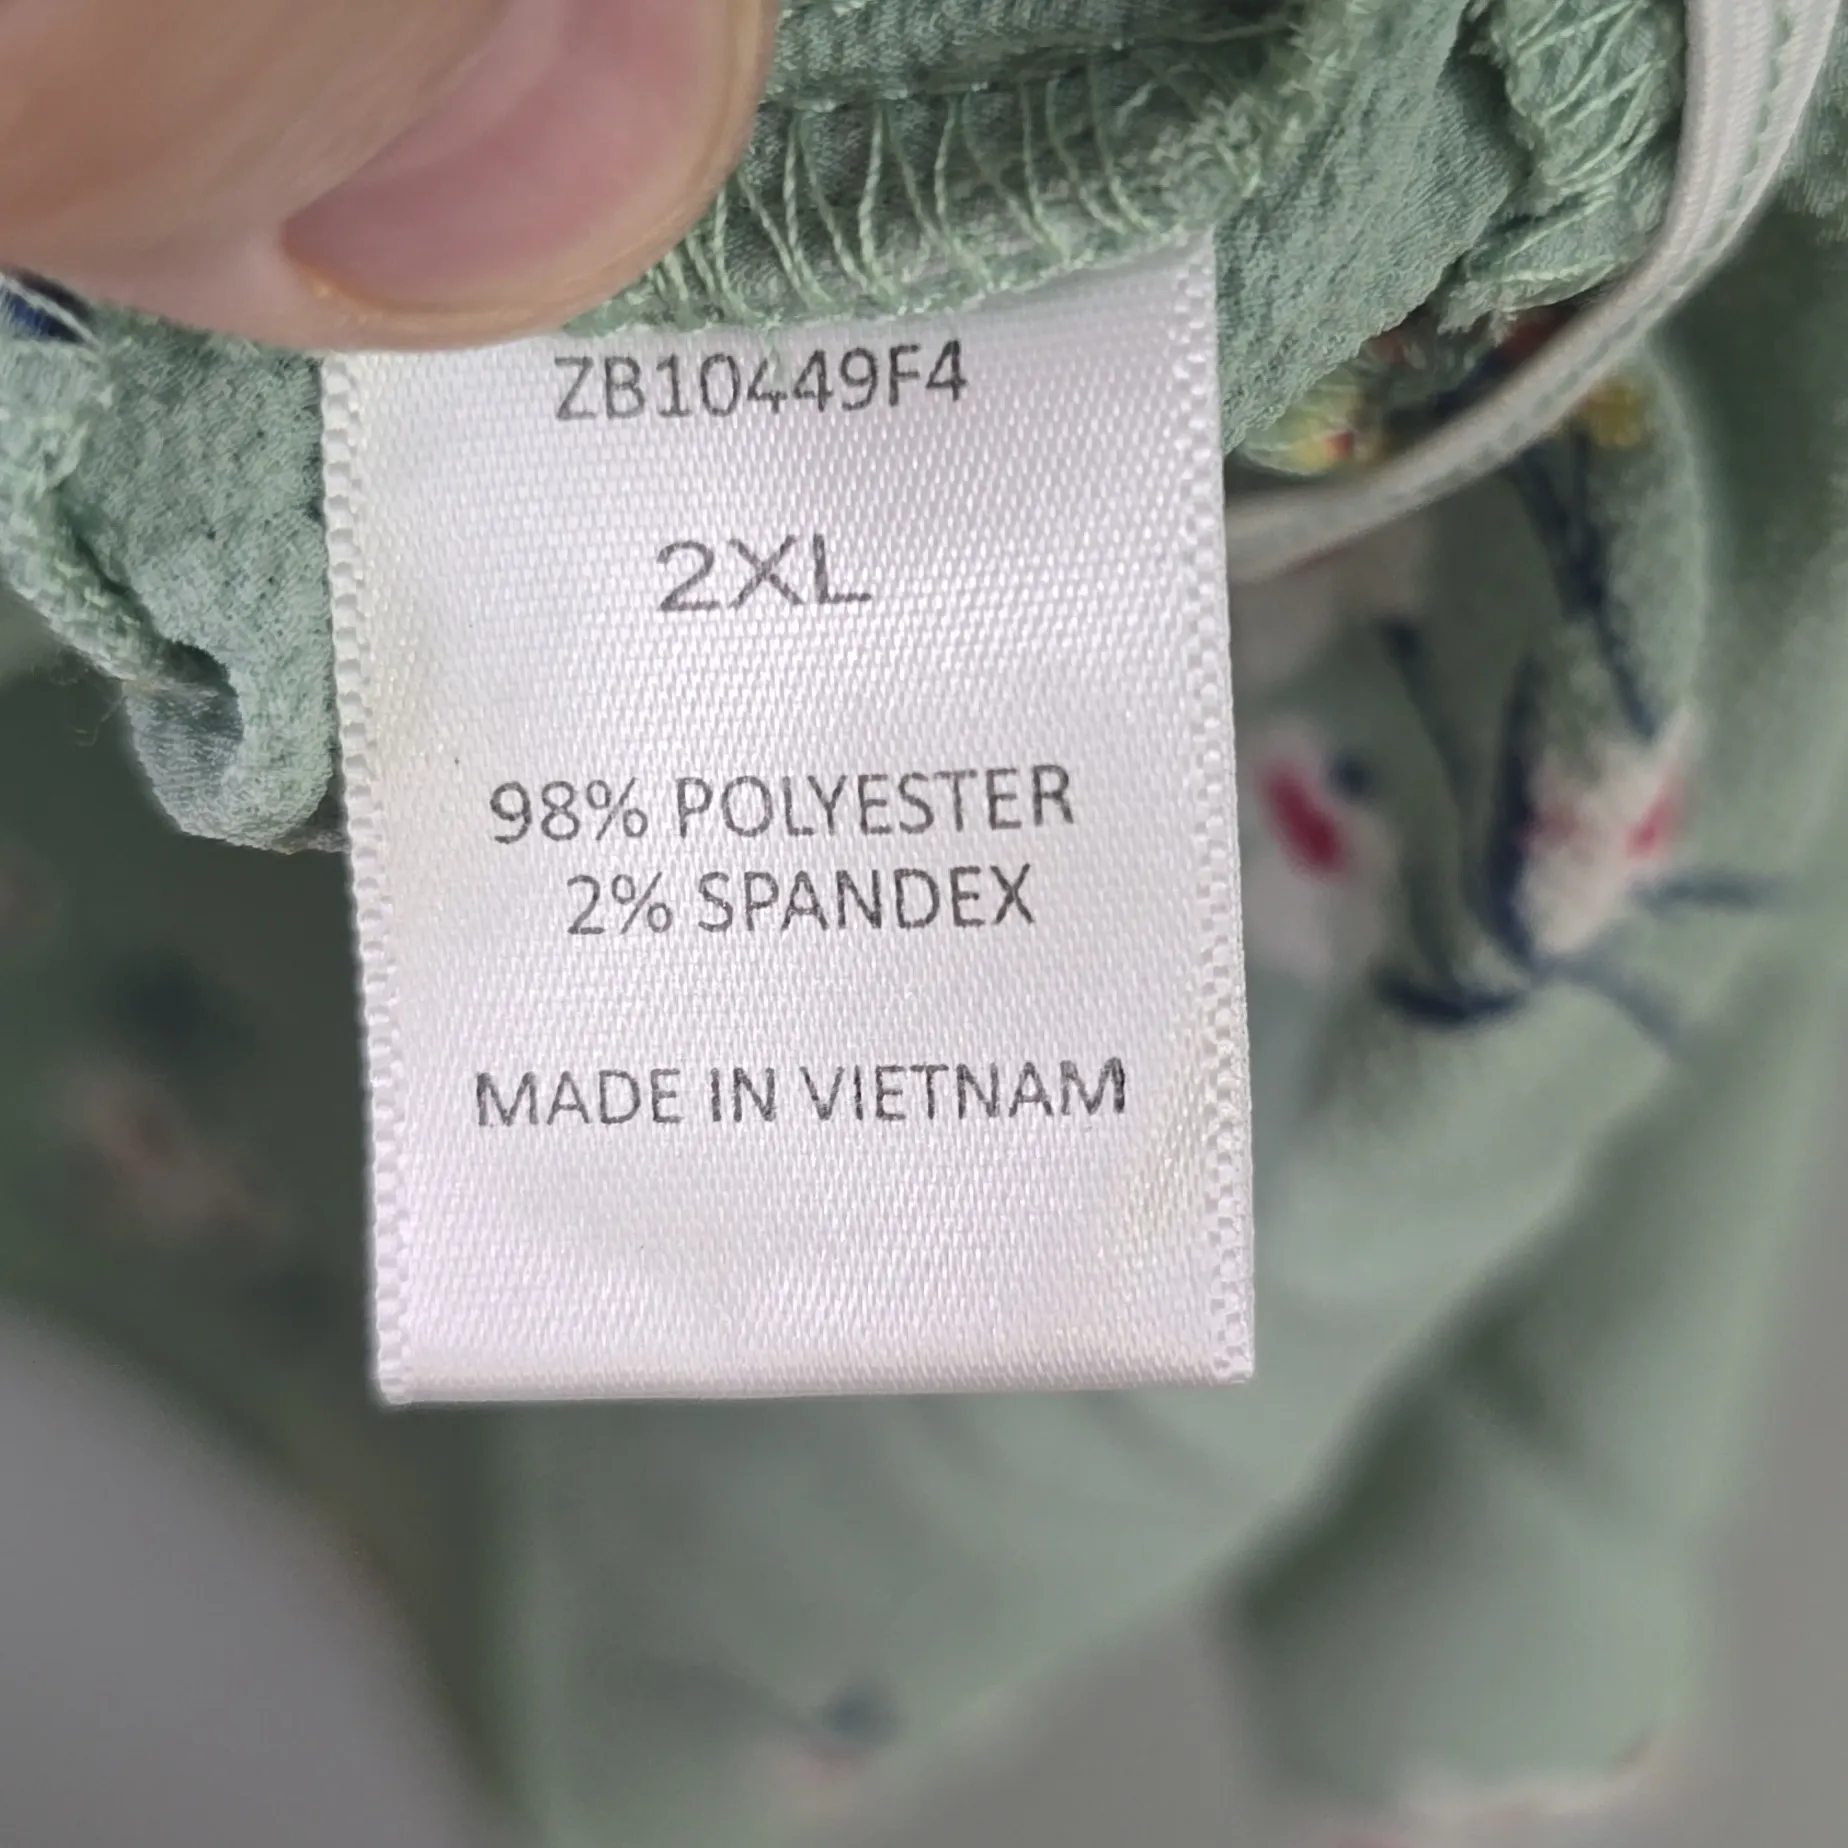 ZB10449F4
2XL
98% POLYESTER
2% SPANDEX
MADE IN VIETNAM